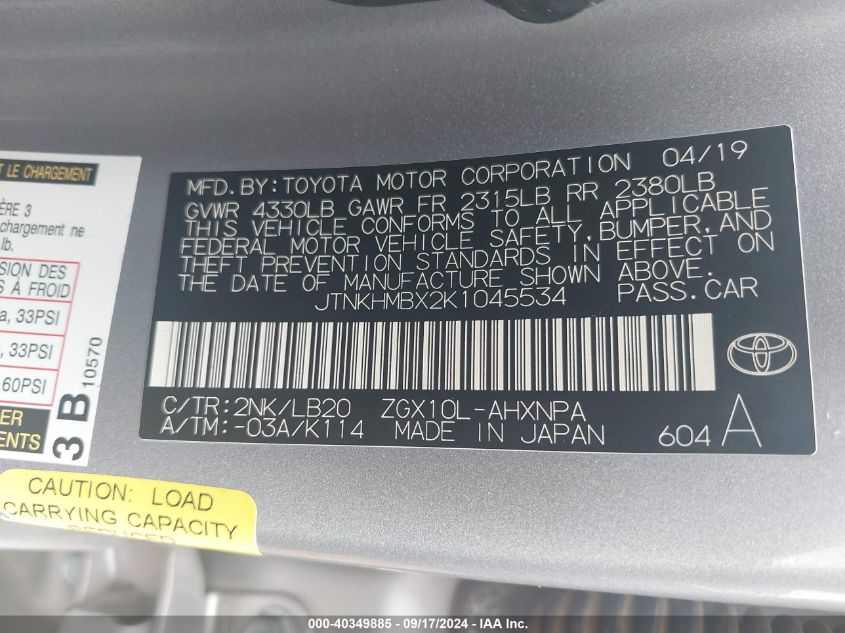 T LE CHARGEMENT
ÈRE 3
chargement ne
lb.
SION DES
S À FROID
a, 33PSI
, 33PSI
60PSI
ER
ENTS
3 B
10570
MFD. BY: TOYOTA MOTOR CORPORATION 04/19
GVWR 4330LB GAWR FR 2315LB RR 2380LB
THIS VEHICLE CONFORMS TO ALL APPLICABLE
FEDERAL MOTOR VEHICLE SAFETY, BUMPER, AND
THEFT PREVENTION STANDARDS IN EFFECT ON
THE DATE OF MANUFACTURE SHOWN ABOVE.
JTNKHMBX2K1045534 PASS. CAR
C/TR: 2NK/LB20 ZGX10L-AHXNPA
A/TM: -03A/K114 MADE IN JAPAN 604 A
CAUTION: LOAD
CARRYING CAPACITY
REDUCED
000-40349885 - 09/17/2024 - IAA, Inc.